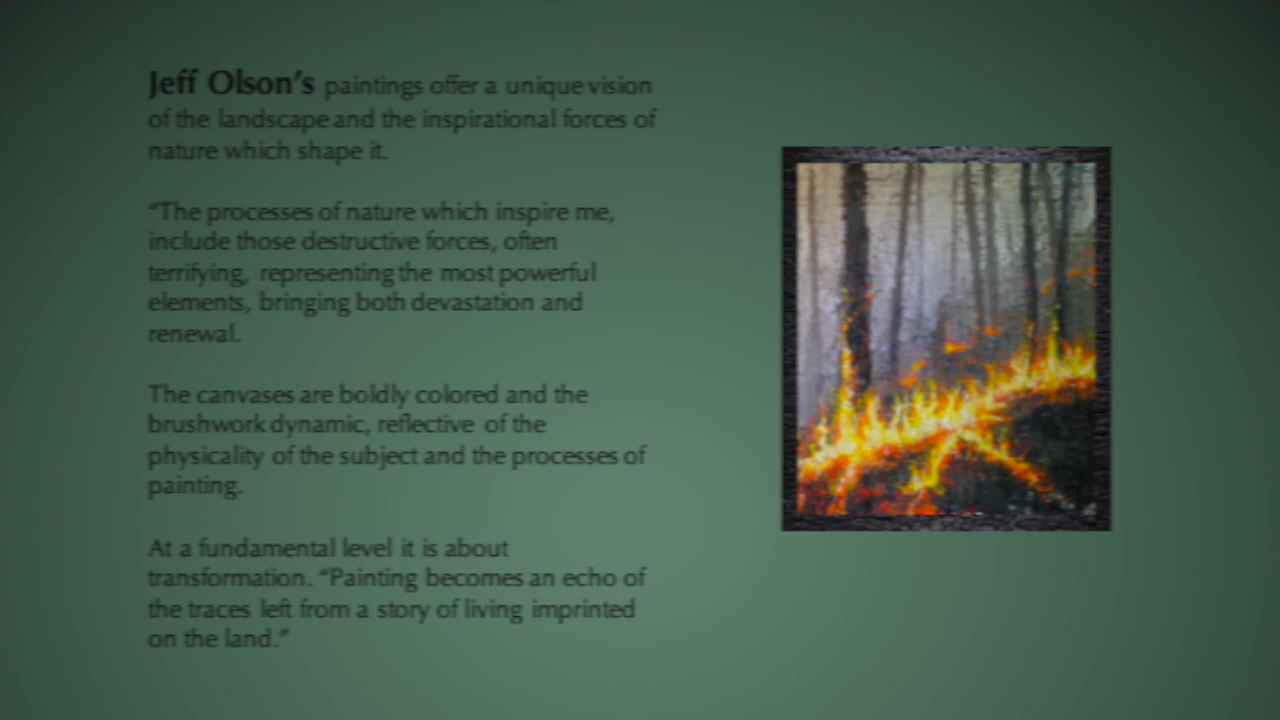 Jeff Olson's paintings offer a unique vision
of the landscape and the inspirational forces of
nature which shape it.
“The processes of nature which inspire me,
include those destructive forces, often
terrifying, representing the most powerful
elements, bringing both devastation and
renewal.
The canvases are boldly colored and the
brushwork dynamic, reflective of the
physicality of the subject and the processes of
painting.
At a fundamental level it is about
transformation. “Painting becomes an echo of
the traces left from a story of living imprinted
on the land.”